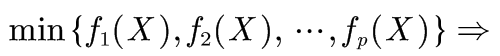 min {f₁(X), f₂(X), ⋯, fₚ(X)} ⇒